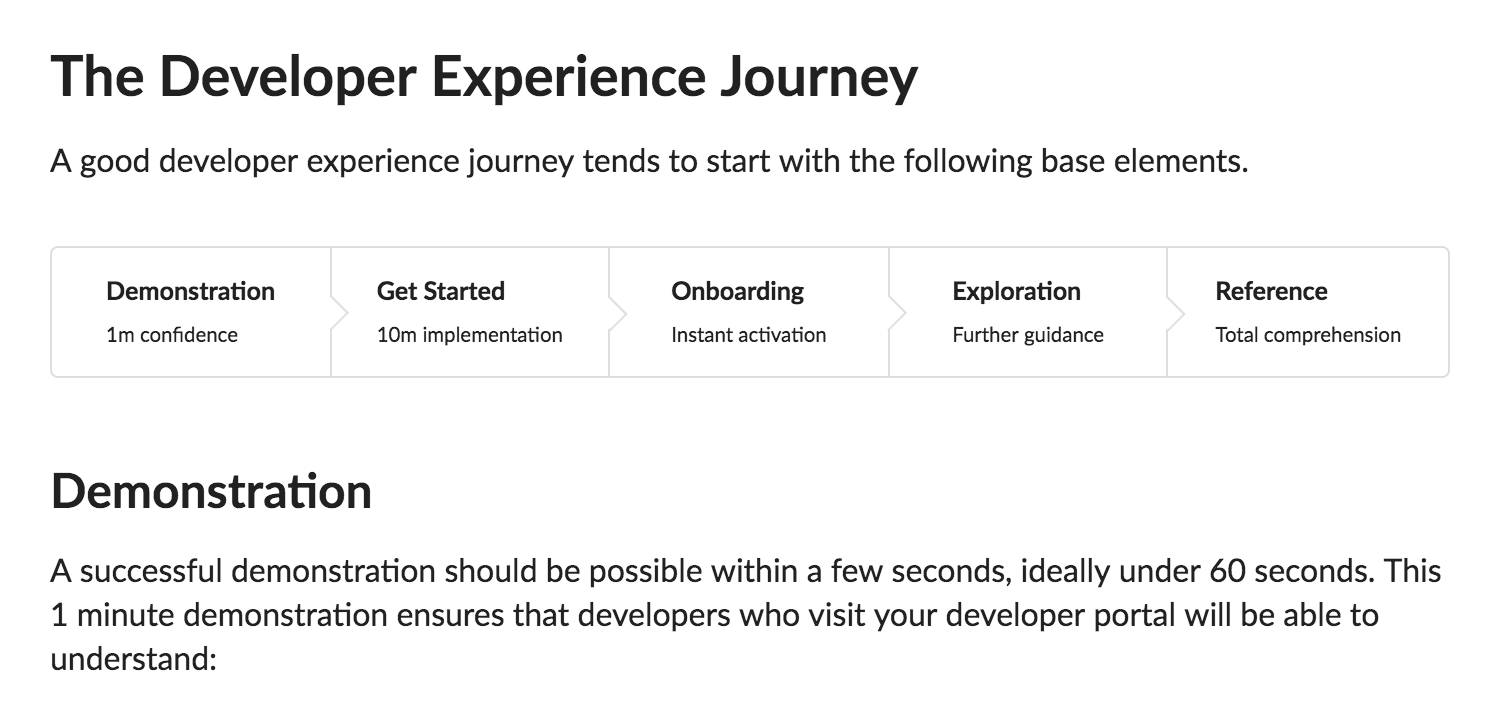 The Developer Experience Journey
A good developer experience journey tends to start with the following base elements.
Demonstration
1m confidence
Get Started
10m implementation
Onboarding
Instant activation
Exploration
Further guidance
Reference
Total comprehension
Demonstration
A successful demonstration should be possible within a few seconds, ideally under 60 seconds. This
1 minute demonstration ensures that developers who visit your developer portal will be able to
understand: